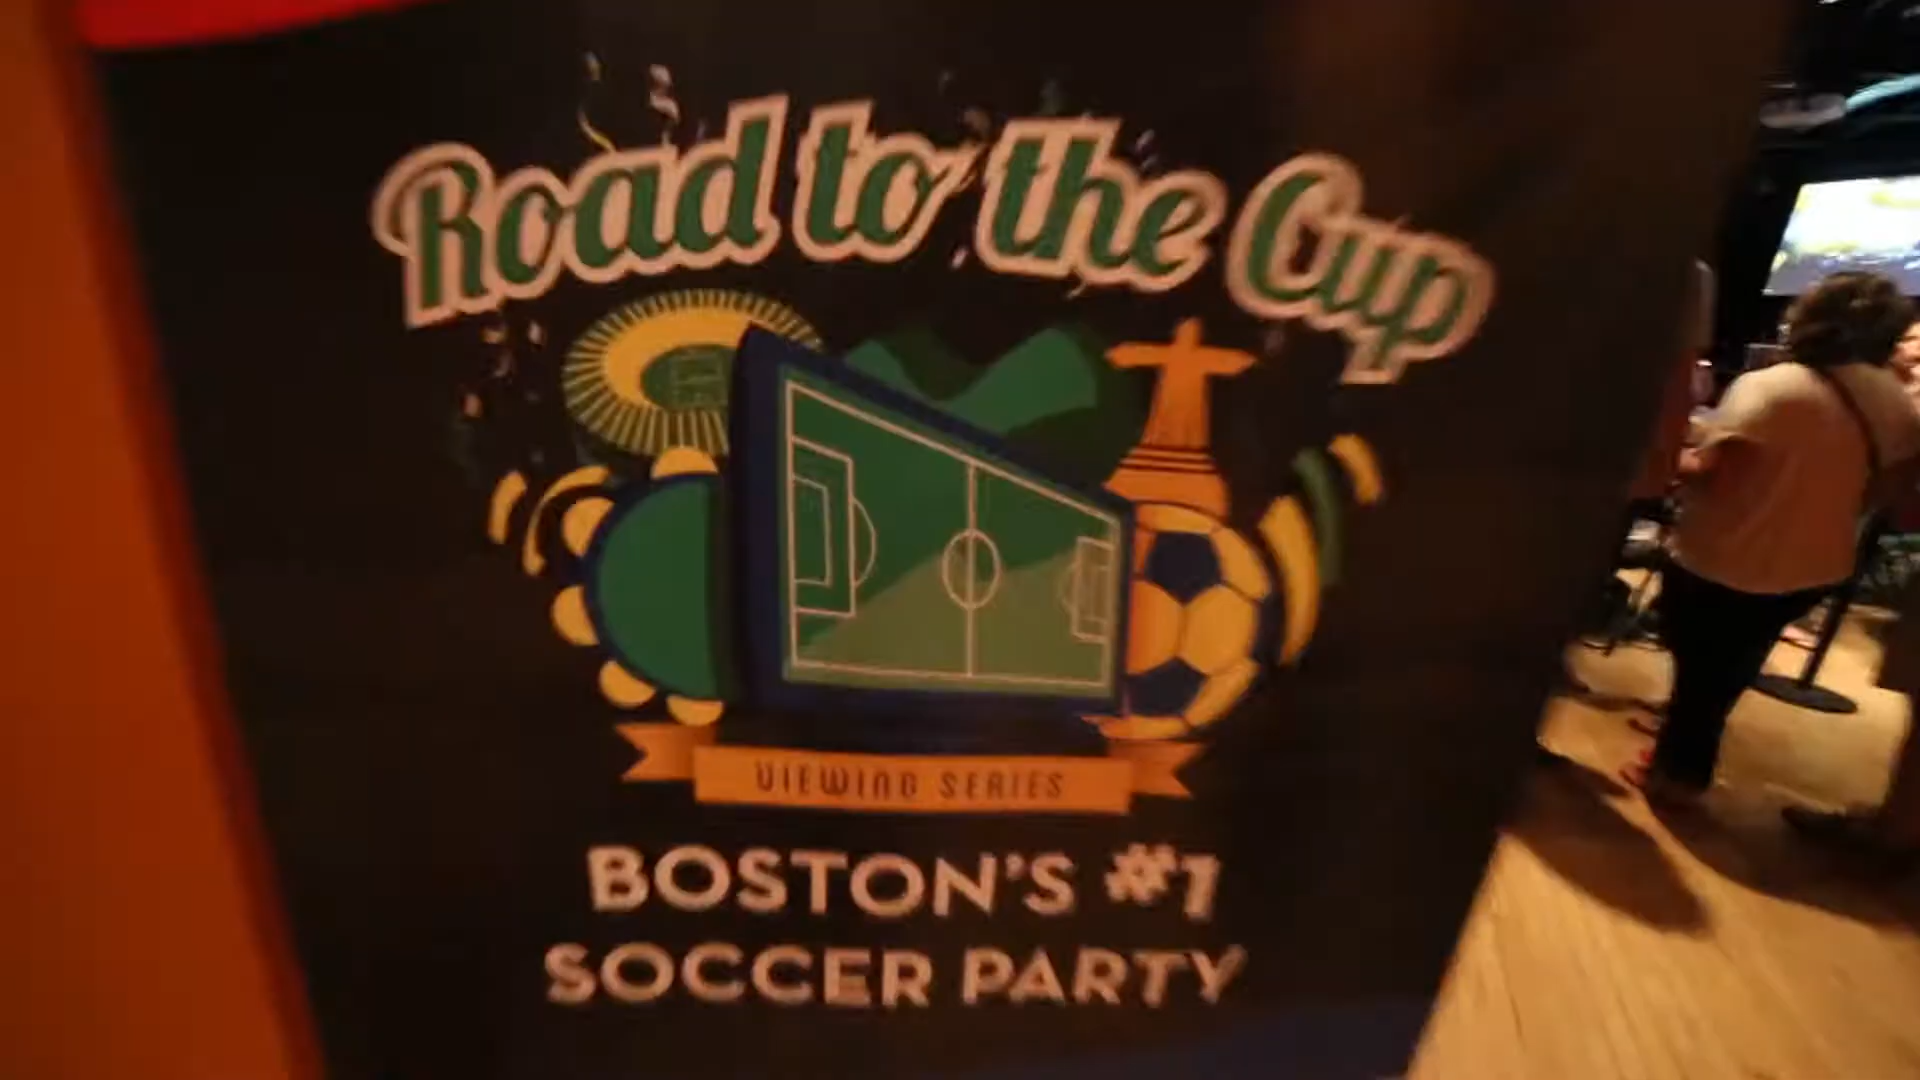 Road to the Cup
VIEWING SERIES
BOSTON'S #1
SOCCER PARTY